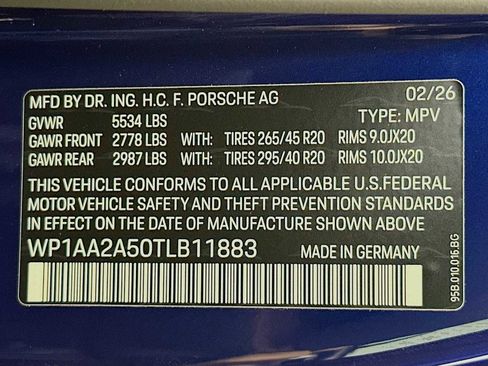 MFD BY DR. ING. H.C. F. PORSCHE AG 02/26
GVWR 5534 LBS TYPE: MPV
GAWR FRONT 2778 LBS WITH: TIRES 265/45 R20 RIMS 9.0JX20
GAWR REAR 2987 LBS WITH: TIRES 295/40 R20 RIMS 10.0JX20
THIS VEHICLE CONFORMS TO ALL APPLICABLE U.S.FEDERAL
MOTOR VEHICLE SAFETY AND THEFT PREVENTION STANDARDS
IN EFFECT ON THE DATE OF MANUFACTURE SHOWN ABOVE
WP1AA2A50TLB11883 MADE IN GERMANY
95B.010.016.BG